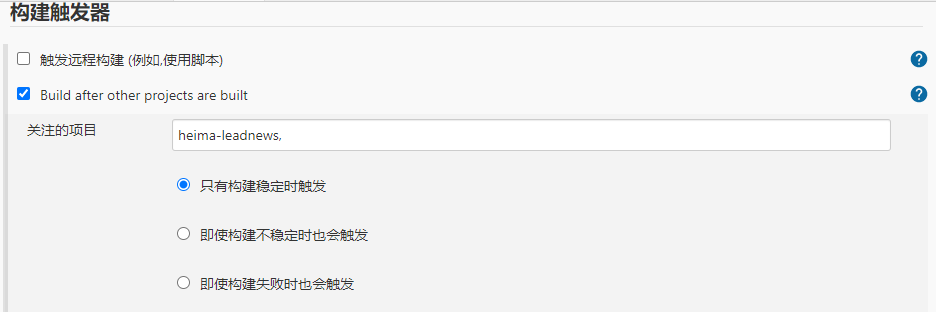 构建触发器
触发远程构建 (例如,使用脚本)
?
Build after other projects are built
?
关注的项目
heima-leadnews,
只有构建稳定时触发
即使构建不稳定时也会触发
即使构建失败时也会触发